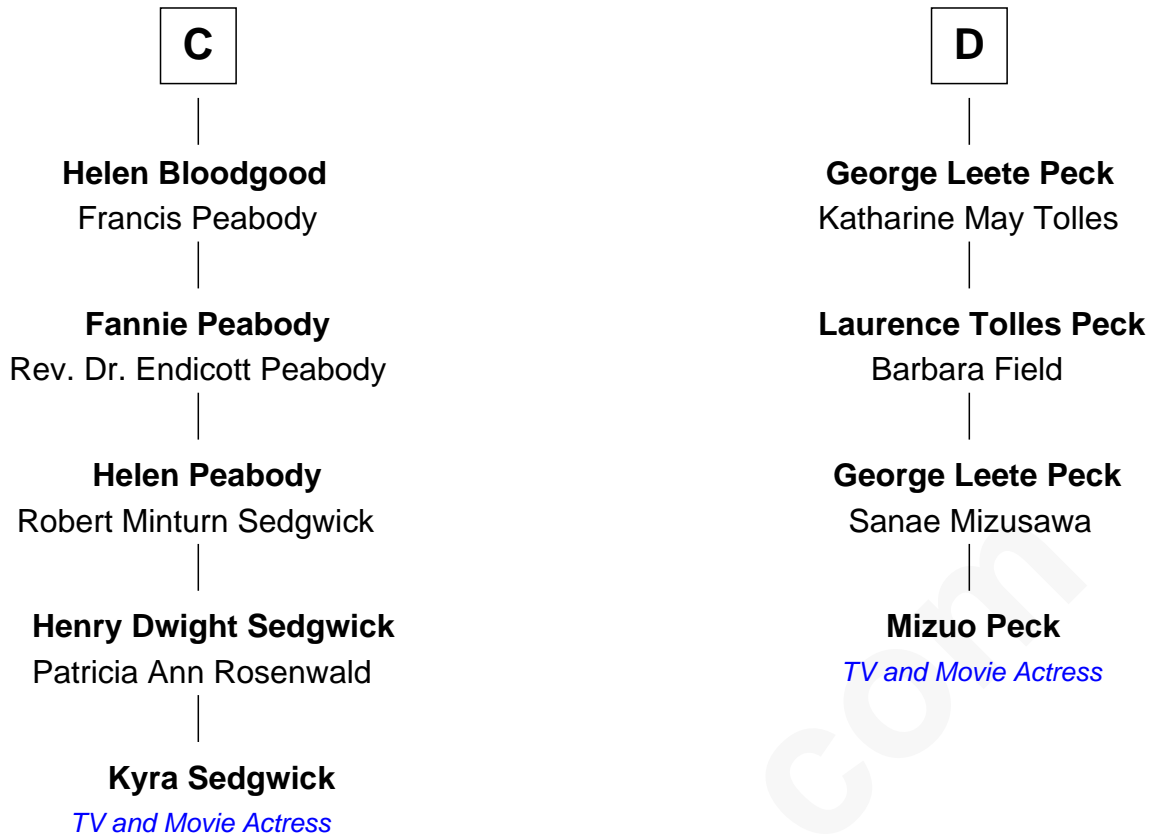 C
Helen Bloodgood
Francis Peabody
Fannie Peabody
Rev. Dr. Endicott Peabody
Helen Peabody
Robert Minturn Sedgwick
Henry Dwight Sedgwick
Patricia Ann Rosenwald
Kyra Sedgwick
TV and Movie Actress
D
George Leete Peck
Katharine May Tolles
Laurence Tolles Peck
Barbara Field
George Leete Peck
Sanae Mizusawa
Mizuo Peck
TV and Movie Actress
com